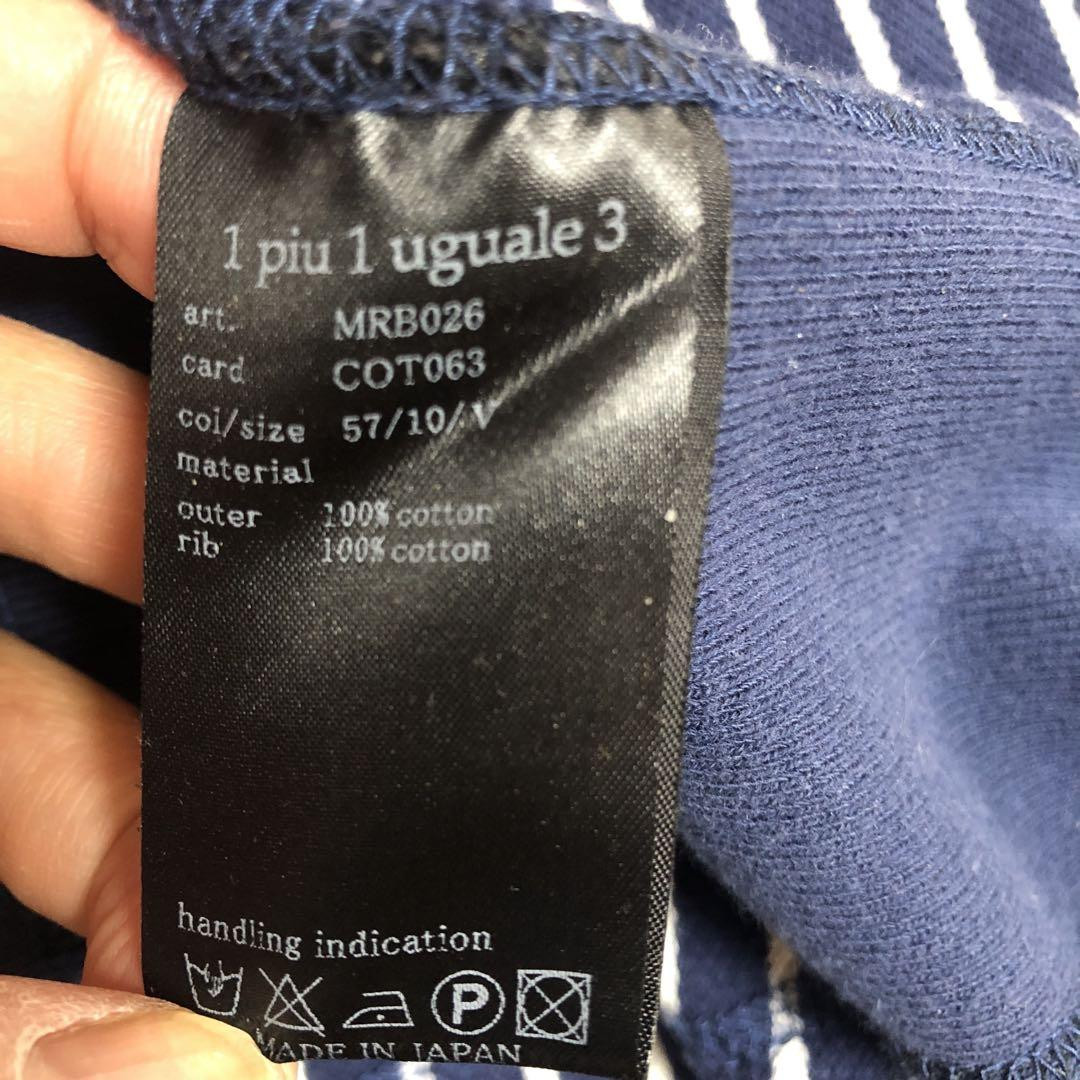 1 piu 1 uguale 3
art. MRB026
card COT063
col/size 57/10/V
material
outer 100% cotton
rib 100% cotton
handling indication
P
MADE IN JAPAN